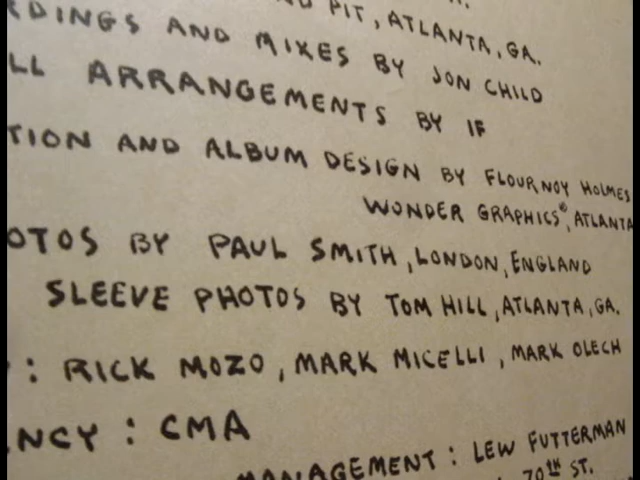 PIT, ATLANTA, GA.
RDINGS AND MIXES BY JON CHILD
LL ARRANGEMENTS BY IF
TION AND ALBUM DESIGN BY FLOURNOY HOLMES
WONDER GRAPHICS®, ATLANTA
OTOS BY PAUL SMITH, LONDON, ENGLAND
SLEEVE PHOTOS BY TOM HILL, ATLANTA, GA.
: RICK MOZO, MARK MICELLI, MARK OLECH
NCY : CMA
MANAGEMENT : LEW FUTTERMAN
70TH ST.